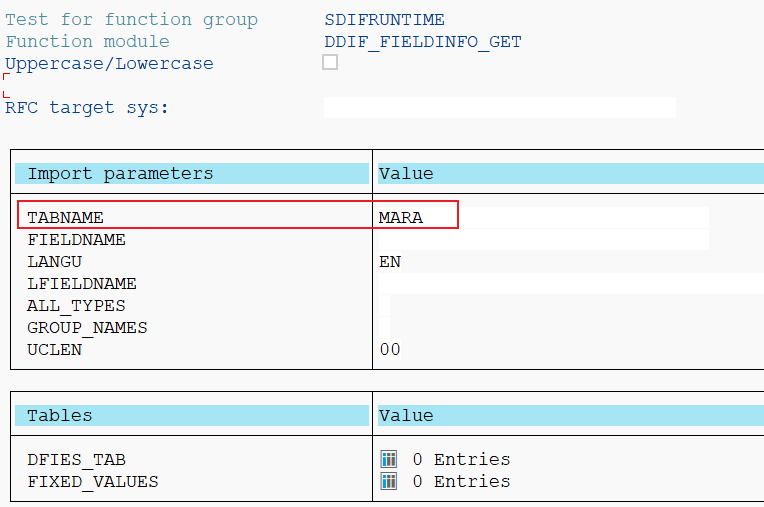 Test for function group SDIFRUNTIME
Function module DDIF_FIELDINFO_GET
Uppercase/Lowercase
RFC target sys:
Import parameters Value
TABNAME MARA
FIELDNAME
LANGU EN
LFIELDNAME
ALL_TYPES
GROUP_NAMES
UCLEN 00
Tables Value
DFIES_TAB 0 Entries
FIXED_VALUES 0 Entries